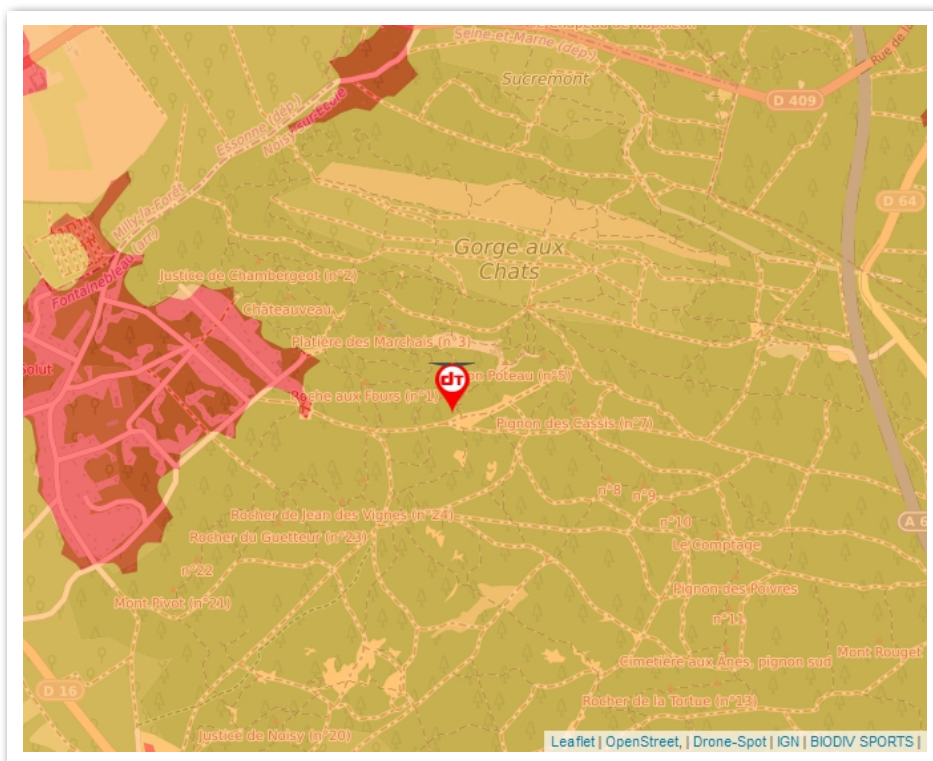 Seine-et-Marne (dép.)
Sucremont
Rue de la
D 409
Essonne (dép.)
Noisy-sur-École
D 64
Milly-la-Forêt
Fontainebleau (arr.)
Gorge aux
Chats
Justice de Chambergeot (n°2)
Châteauveau
Platière des Marchais (n°3)
dT
on Poteau (n°5)
Roche aux Fours (n°1)
Pignon des Cassis (n°7)
n°8
n°9
Rocher de Jean des Vignes (n°24)
n°10
A 6
Rocher du Guetteur (n°23)
Le Comptage
n°22
Pignon des Poivres
Mont Pivot (n°21)
n°11
Mont Rouget
Cimetière aux Ânes, pignon sud
D 16
Rocher de la Tortue (n°13)
Justice de Noisy (n°20)
Leaflet | OpenStreet, | Drone-Spot | IGN | BIODIV SPORTS |